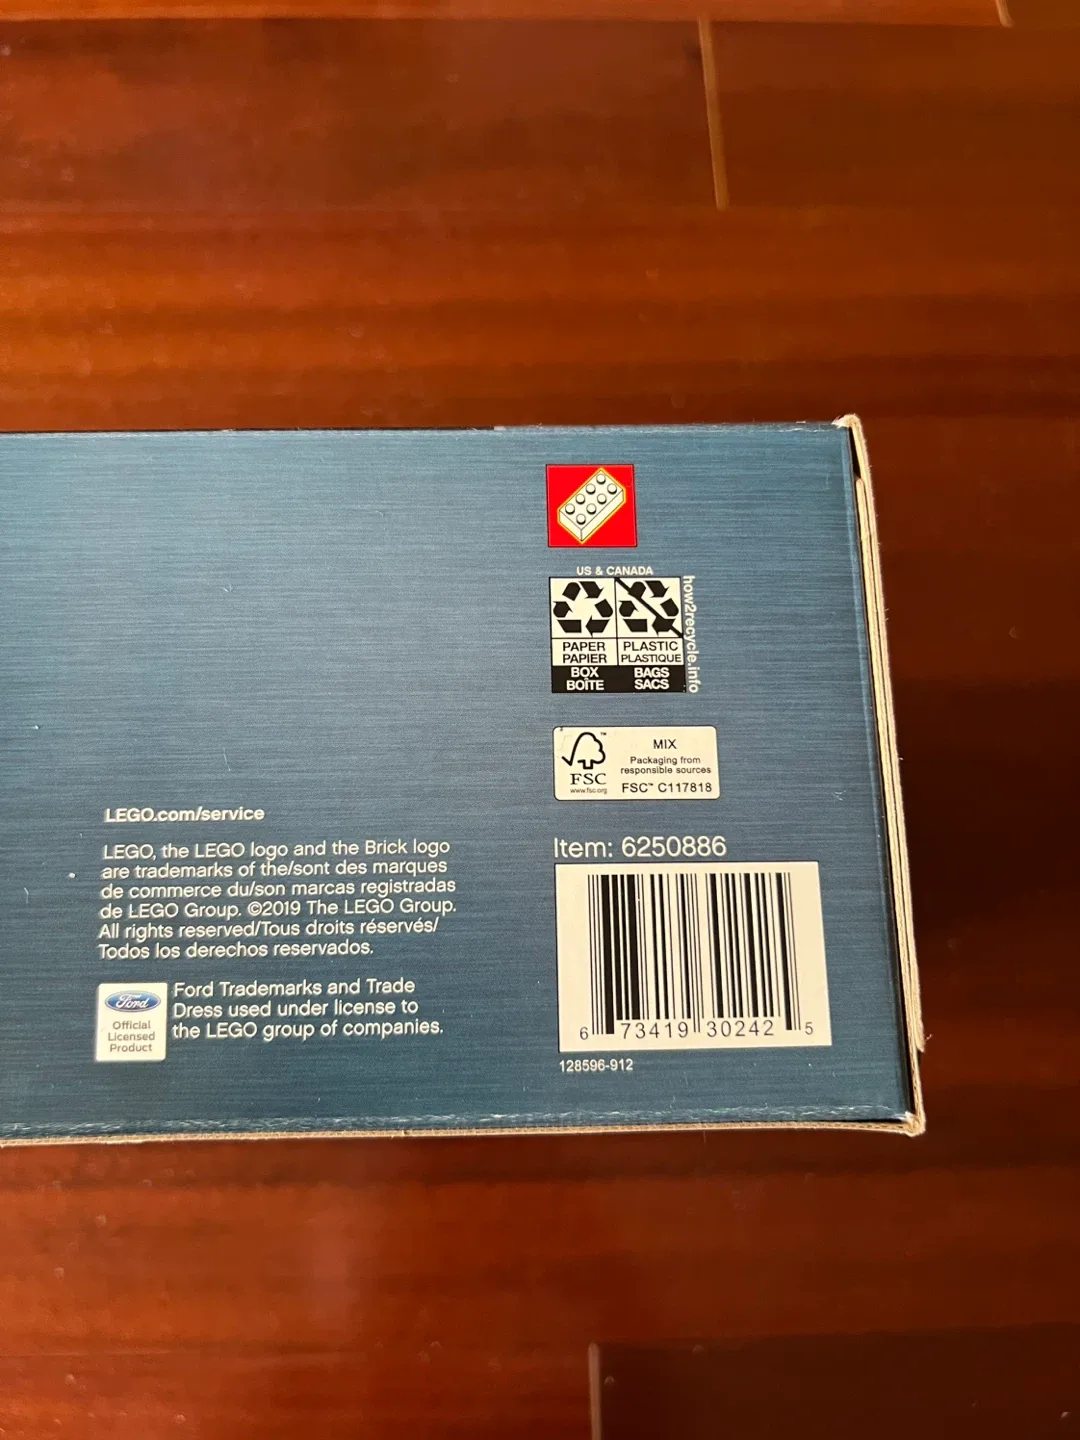 US & CANADA
PAPER
PAPIER
BOX
BOÎTE
PLASTIC
PLASTIQUE
BAGS
SACS
how2recycle.info
FSC
www.fsc.org
MIX
Packaging from
responsible sources
FSC™ C117818
LEGO.com/service
LEGO, the LEGO logo and the Brick logo
are trademarks of the/sont des marques
de commerce du/son marcas registradas
de LEGO Group. ©2019 The LEGO Group.
All rights reserved/Tous droits réservés/
Todos los derechos reservados.
Ford
Official
Licensed
Product
Ford Trademarks and Trade
Dress used under license to
the LEGO group of companies.
Item: 6250886
6 73419 30242 5
128596-912